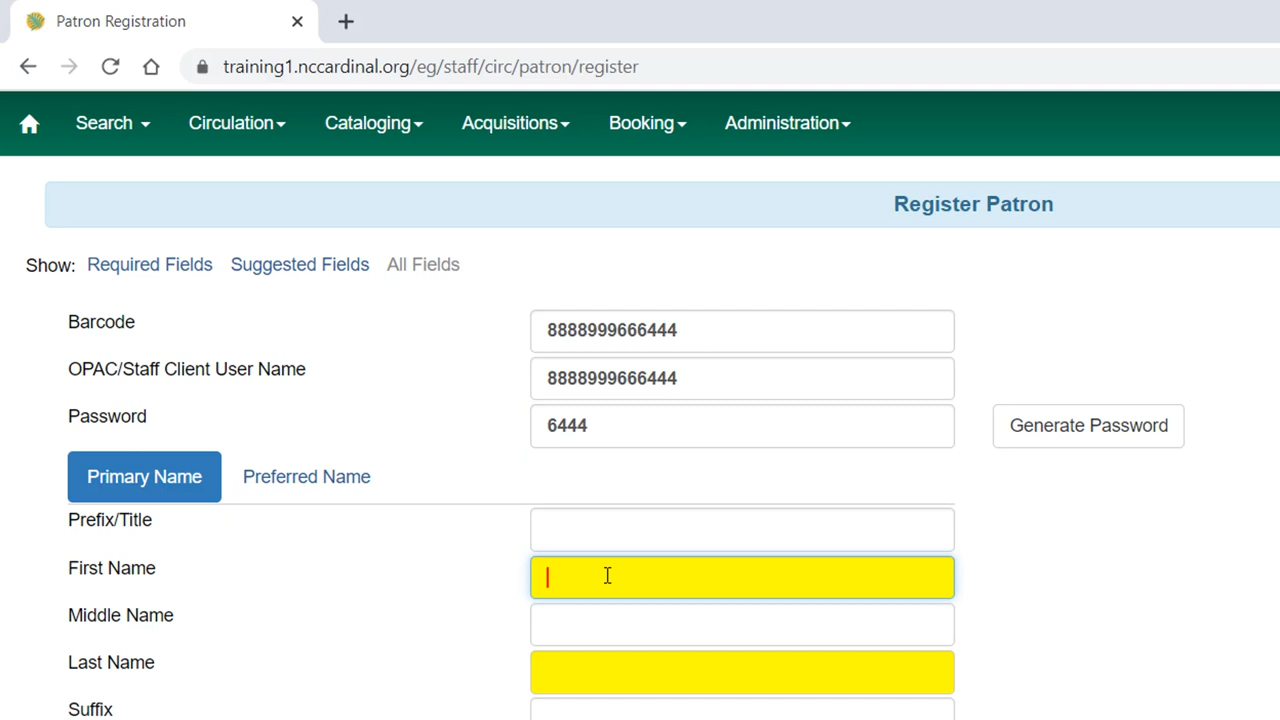 Patron Registration
training1.nccardinal.org/eg/staff/circ/patron/register
Search Circulation Cataloging Acquisitions Booking Administration
Register Patron
Show: Required Fields Suggested Fields All Fields
Barcode 8888999666444
OPAC/Staff Client User Name 8888999666444
Password 6444 Generate Password
Primary Name Preferred Name
Prefix/Title
First Name
Middle Name
Last Name
Suffix